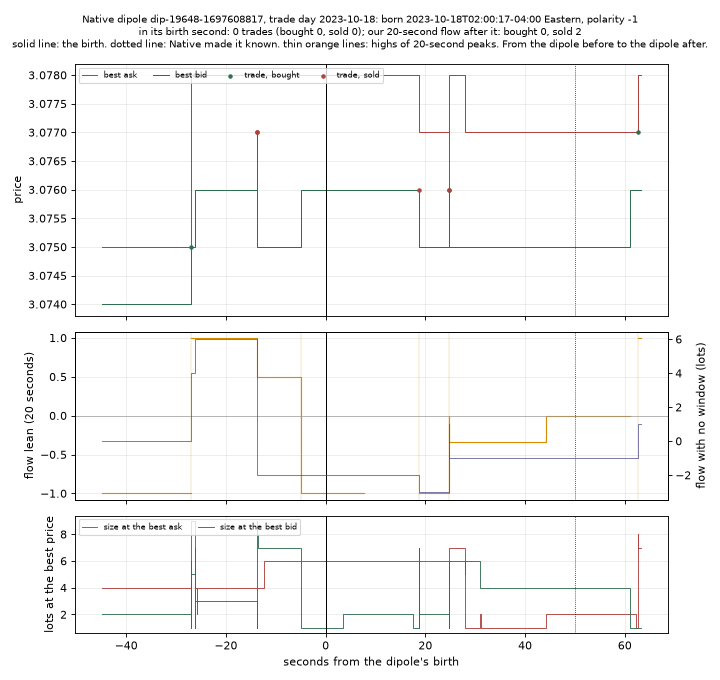 Native dipole dip-19648-1697608817, trade day 2023-10-18: born 2023-10-18T02:00:17-04:00 Eastern, polarity -1
in its birth second: 0 trades (bought 0, sold 0); our 20-second flow after it: bought 0, sold 2
solid line: the birth. dotted line: Native made it known. thin orange lines: highs of 20-second peaks. From the dipole before to the dipole after.
best ask best bid trade, bought trade, sold
3.0780
3.0775
3.0770
3.0765
3.0760
3.0755
3.0750
3.0745
3.0740
price
1.0
0.5
0.0
−0.5
−1.0
flow lean (20 seconds)
6
4
2
0
−2
flow with no window (lots)
size at the best ask size at the best bid
8
6
4
2
lots at the best price
−40 −20 0 20 40 60
seconds from the dipole's birth